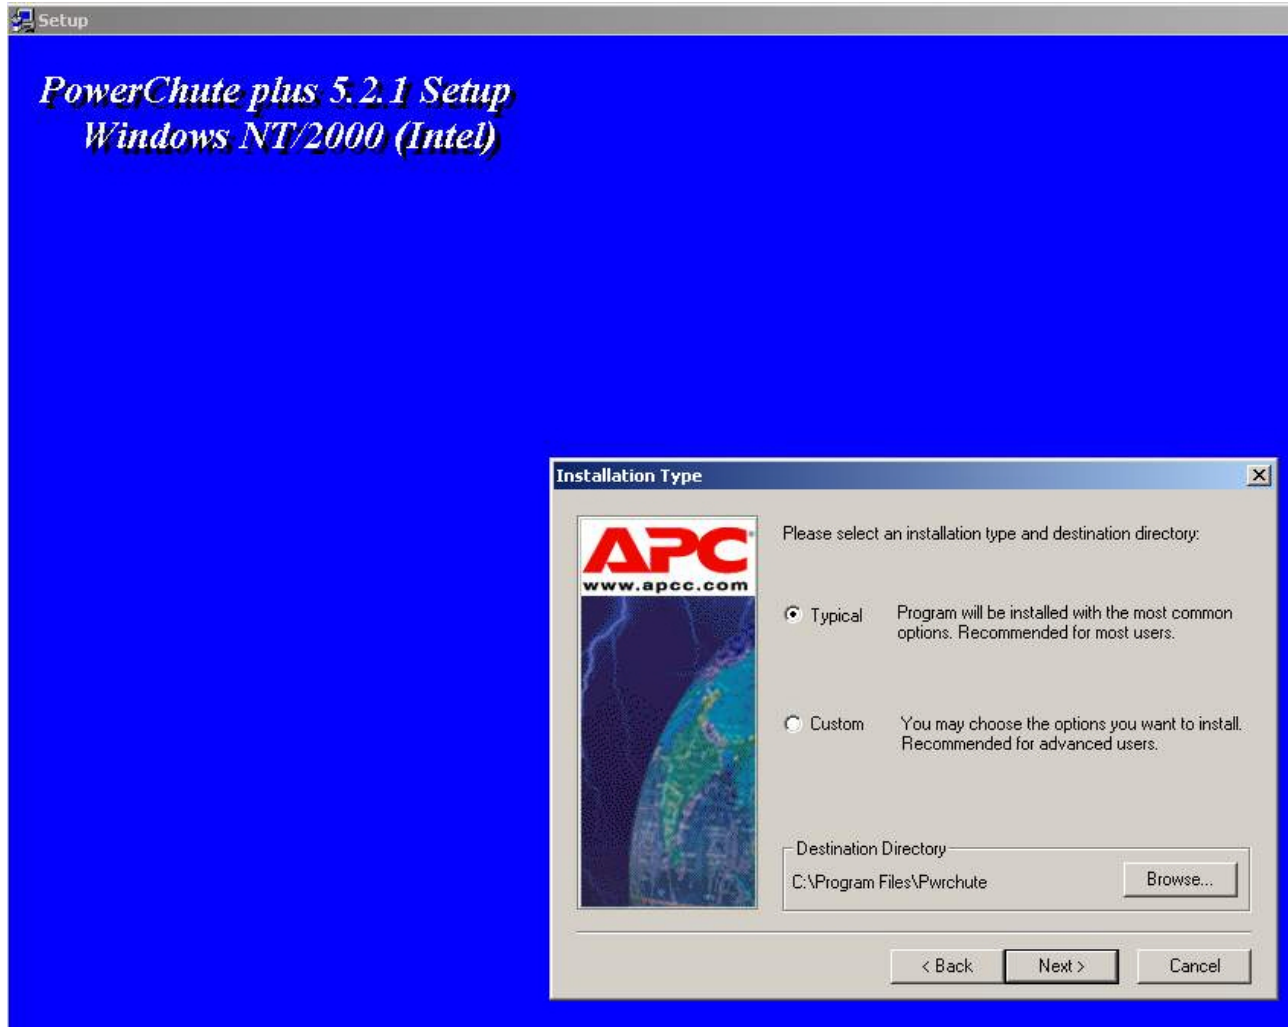 Setup
PowerChute plus 5.2.1 Setup
Windows NT/2000 (Intel)
Installation Type
APC
www.apcc.com
Please select an installation type and destination directory:
Typical
Program will be installed with the most common
options. Recommended for most users.
Custom
You may choose the options you want to install.
Recommended for advanced users.
Destination Directory
C:\Program Files\Pwrchute
Browse...
< Back
Next >
Cancel